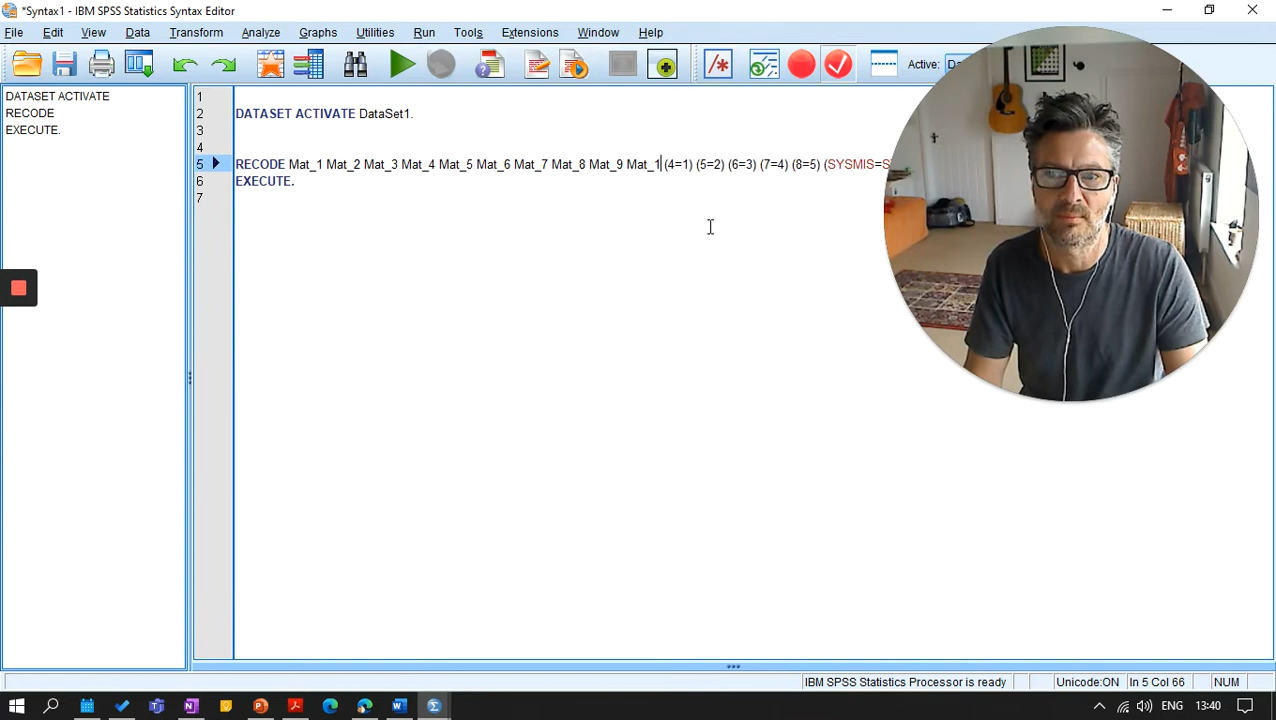 *Syntax1 - IBM SPSS Statistics Syntax Editor
File Edit View Data Transform Analyze Graphs Utilities Run Tools Extensions Window Help
Active:
DATASET ACTIVATE
RECODE
EXECUTE.
1
2 DATASET ACTIVATE DataSet1.
3
4
5 RECODE Mat_1 Mat_2 Mat_3 Mat_4 Mat_5 Mat_6 Mat_7 Mat_8 Mat_9 Mat_1 (4=1) (5=2) (6=3) (7=4) (8=5) (SYSMIS=S
6 EXECUTE.
7
IBM SPSS Statistics Processor is ready Unicode:ON In 5 Col 66 NUM
ENG 13:40